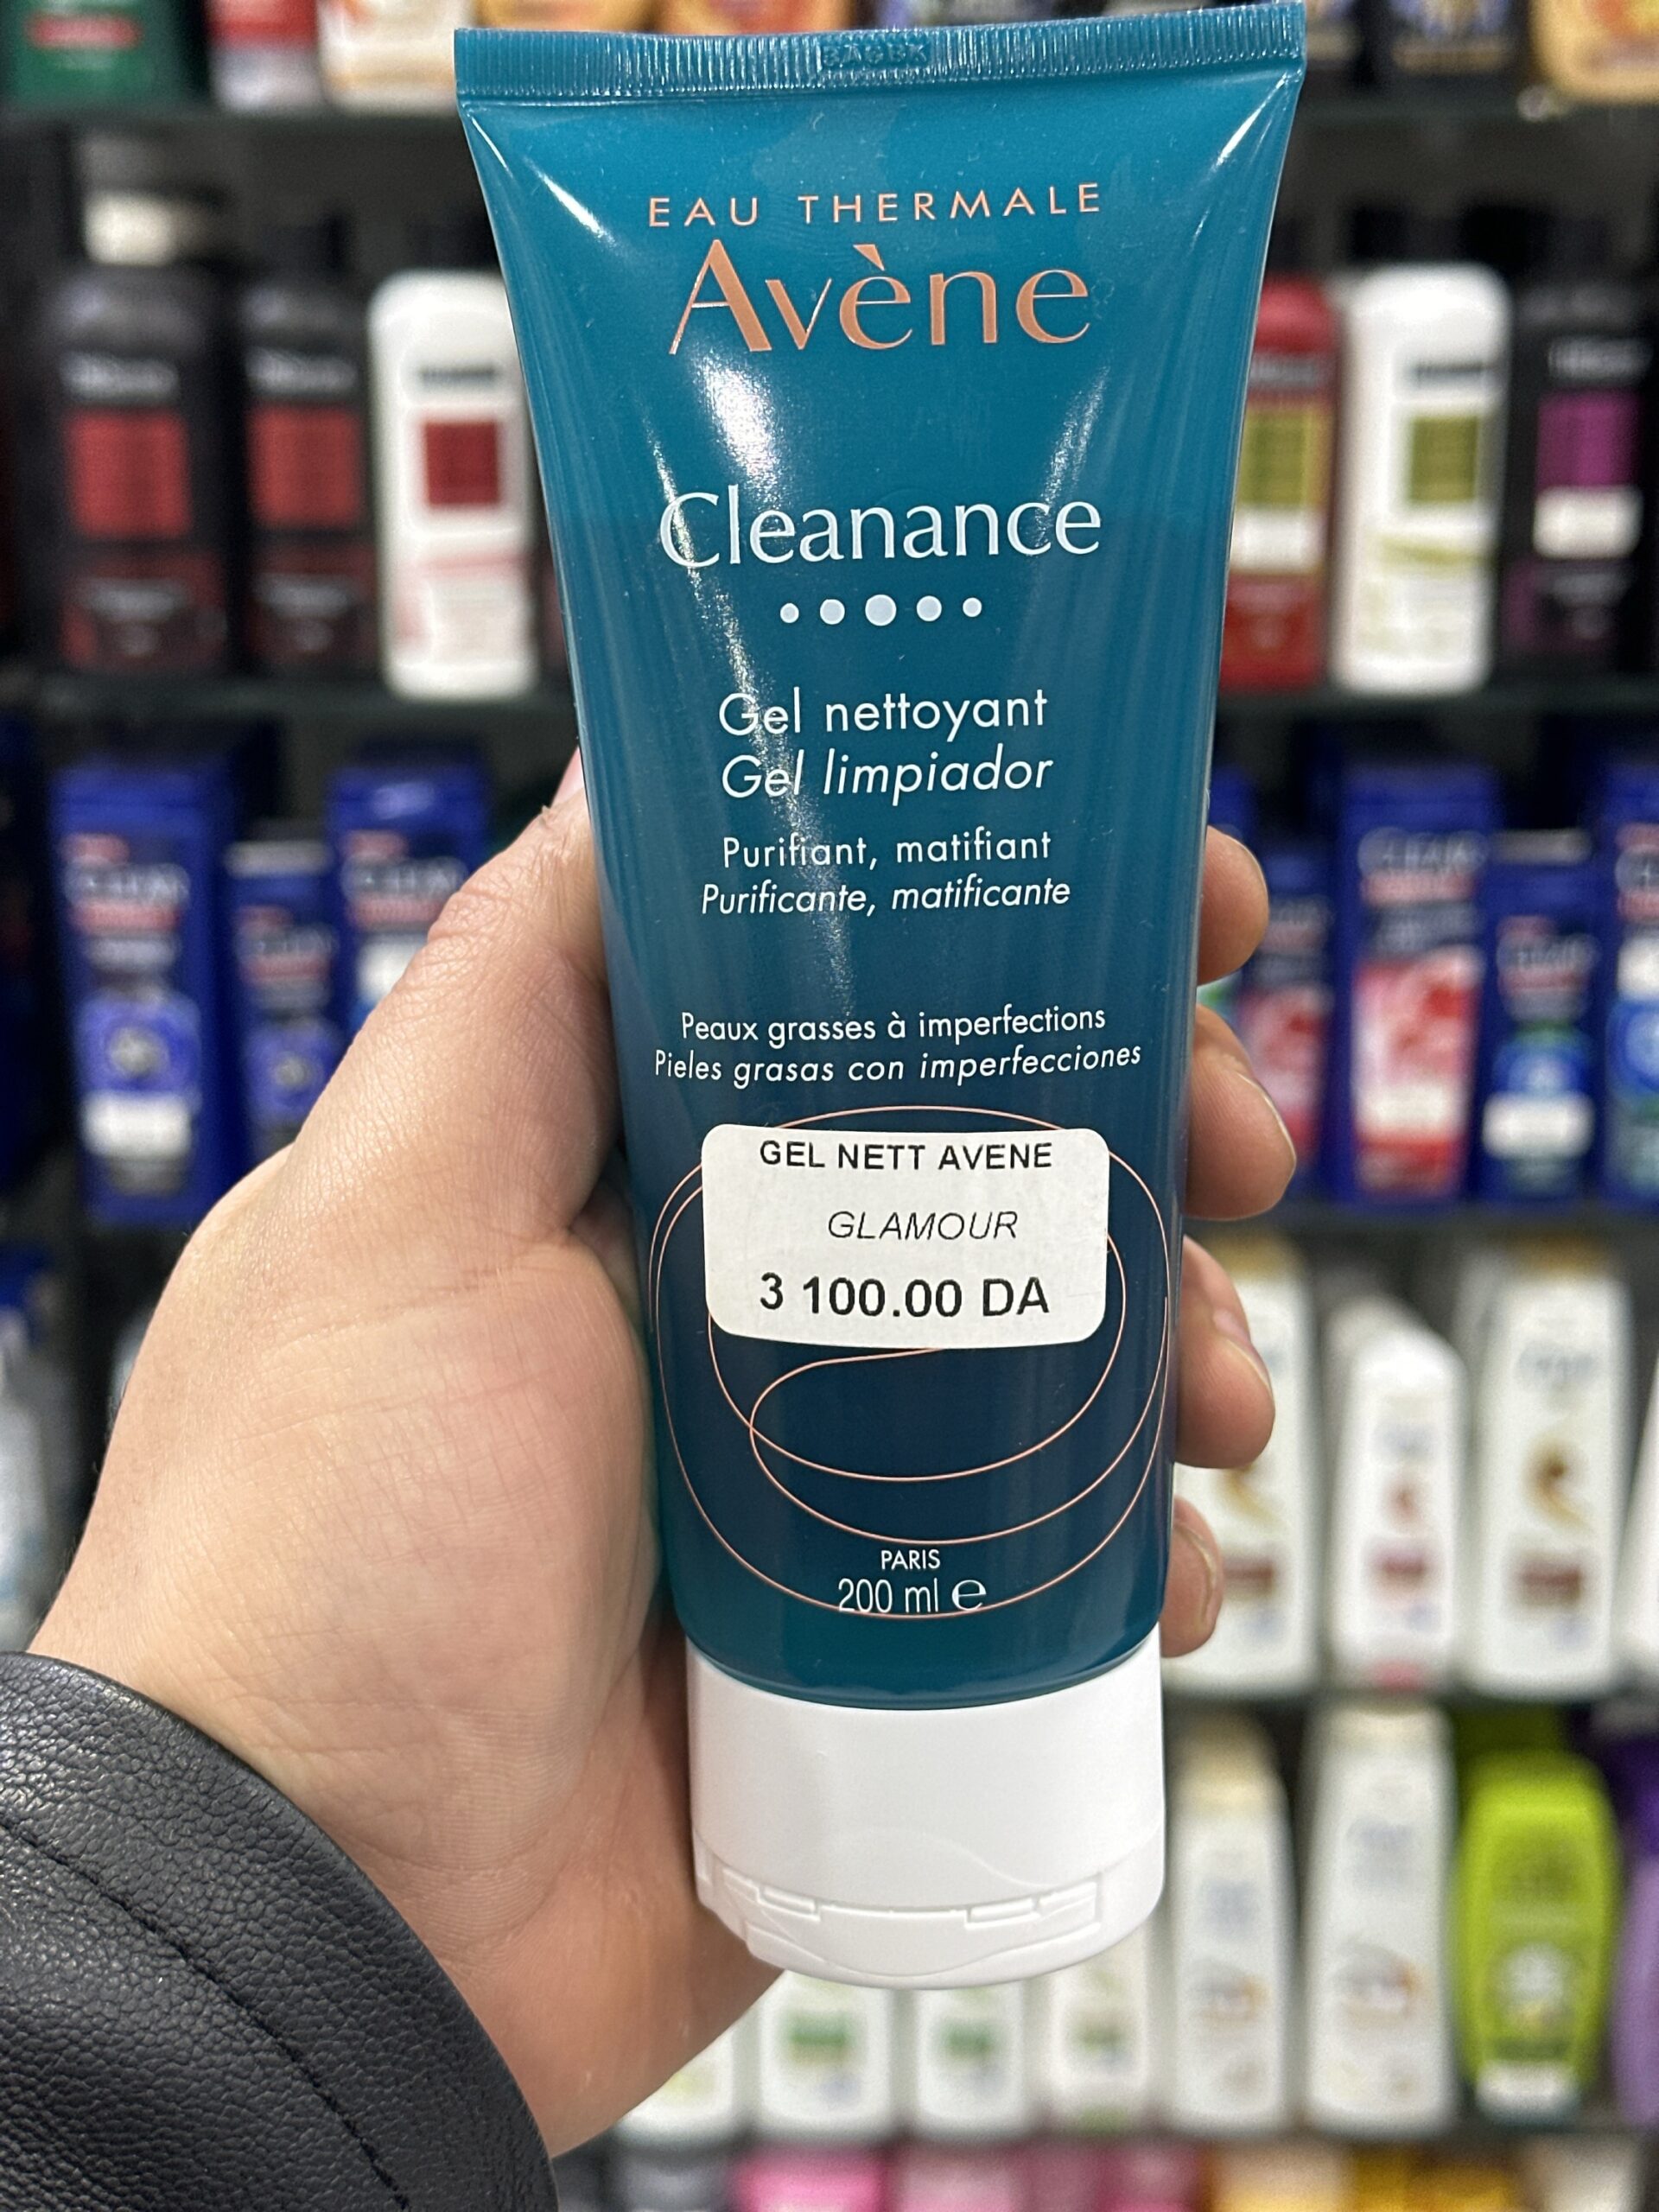 EAU THERMALE
Avène
Cleanance
Gel nettoyant
Gel limpiador
Purifiant, matifiant
Purificante, matificante
Peaux grasses à imperfections
Pieles grasas con imperfecciones
GEL NETT AVENE
GLAMOUR
3 100.00 DA
PARIS
200 ml e